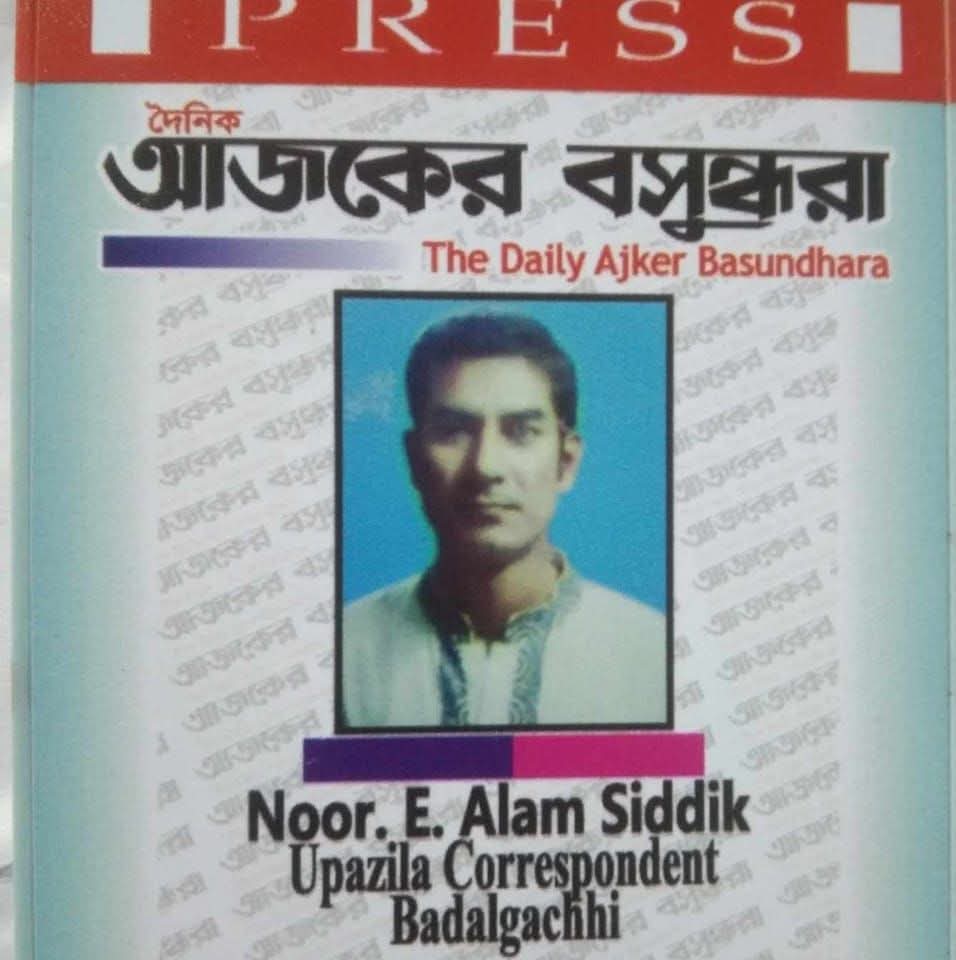 PRESS
দৈনিক
আজকের বসুন্ধরা
The Daily Ajker Basundhara
Noor. E. Alam Siddik
Upazila Correspondent
Badalgachhi